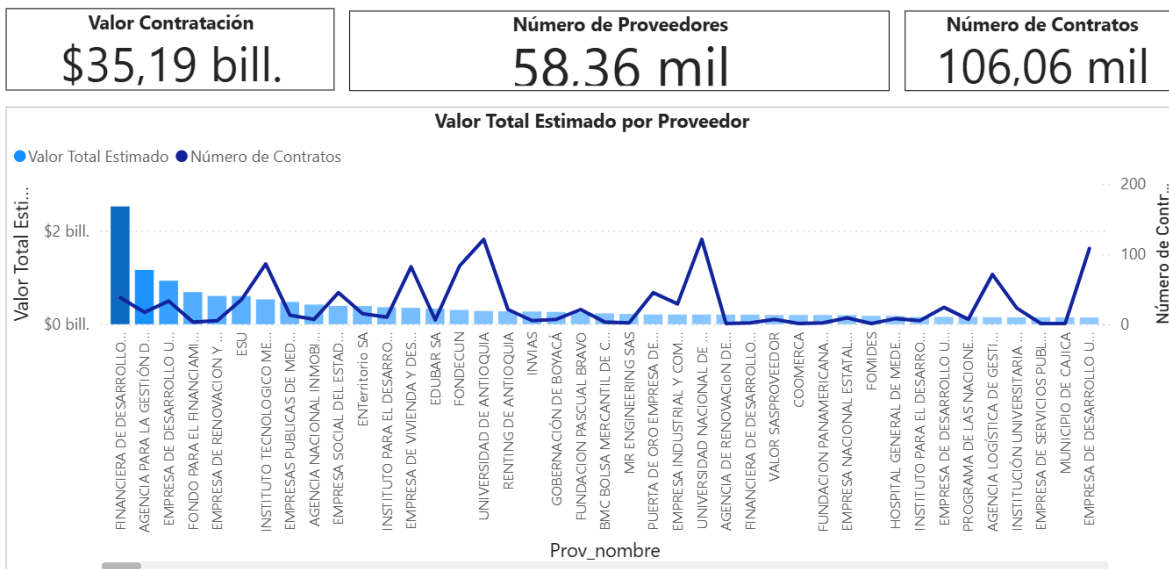 Valor Contratación
$35,19 bill.
Número de Proveedores
58,36 mil
Número de Contratos
106,06 mil
Valor Total Estimado por Proveedor
Valor Total Estimado Número de Contratos
Valor Total Esti...
$2 bill.
$0 bill.
200
100
0
Número de Contr...
FINANCIERA DE DESARROLLO...
AGENCIA PARA LA GESTIÓN D...
EMPRESA DE DESARROLLO U...
FONDO PARA EL FINANCIAMI...
EMPRESA DE RENOVACION Y ...
ESU
INSTITUTO TECNOLOGICO ME...
EMPRESAS PUBLICAS DE MED...
AGENCIA NACIONAL INMOBI...
EMPRESA SOCIAL DEL ESTAD...
ENTerritorio SA
INSTITUTO PARA EL DESARRO...
EMPRESA DE VIVIENDA Y DES...
EDUBAR SA
FONDECUN
UNIVERSIDAD DE ANTIOQUIA
RENTING DE ANTIOQUIA
INVIAS
GOBERNACIÓN DE BOYACÁ
FUNDACION PASCUAL BRAVO
BMC BOLSA MERCANTIL DE C...
MR ENGINEERING SAS
PUERTA DE ORO EMPRESA DE...
EMPRESA INDUSTRIAL Y COM...
UNIVERSIDAD NACIONAL DE ...
AGENCIA DE RENOVACIoN DE...
FINANCIERA DE DESARROLLO...
VALOR SASPROVEEDOR
COOMERCA
FUNDACION PANAMERICANA...
EMPRESA NACIONAL ESTATAL...
FOMIDES
HOSPITAL GENERAL DE MEDE...
INSTITUTO PARA EL DESARRO...
EMPRESA DE DESARROLLO U...
PROGRAMA DE LAS NACIONE...
AGENCIA LOGÍSTICA DE GESTI...
INSTITUCIÓN UNIVERSITARIA ...
EMPRESA DE SERVICIOS PUBL...
MUNICIPIO DE CAJICA
EMPRESA DE DESARROLLO U...
Prov_nombre